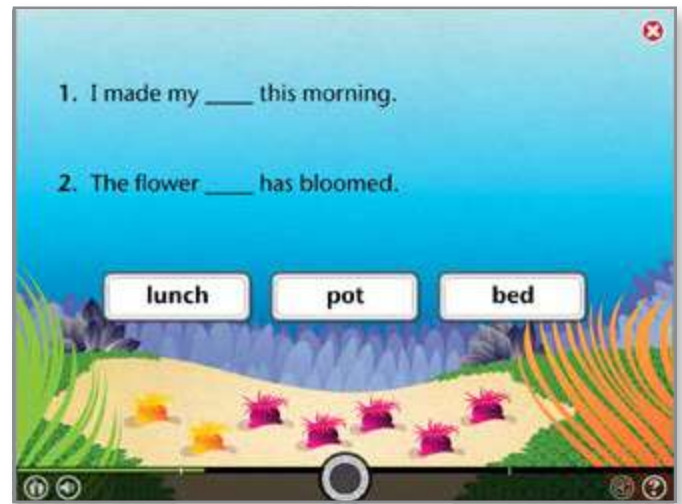 1. I made my ____ this morning.
2. The flower ____ has bloomed.
lunch pot bed